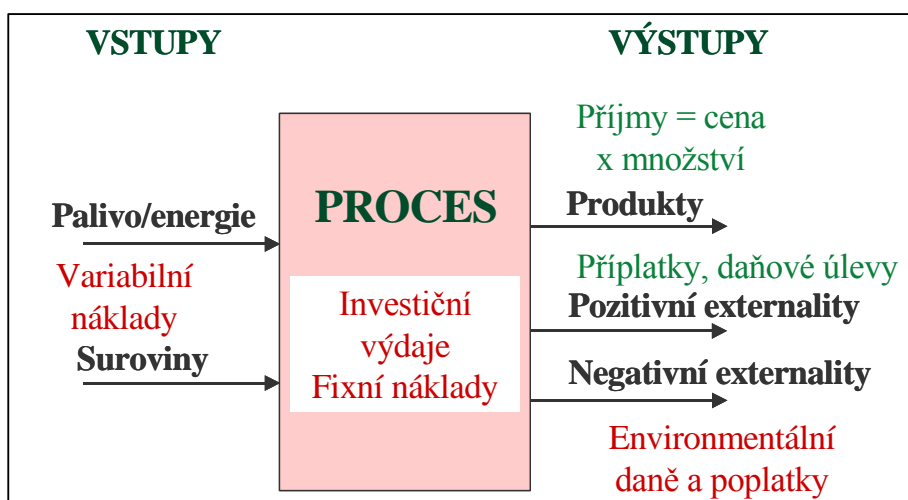 VSTUPY
VÝSTUPY
Příjmy = cena
x množství
PROCES
Palivo/energie
Produkty
Variabilní
náklady
Příplatky, daňové úlevy
Investiční
výdaje
Fixní náklady
Pozitivní externality
Suroviny
Negativní externality
Environmentální
daně a poplatky